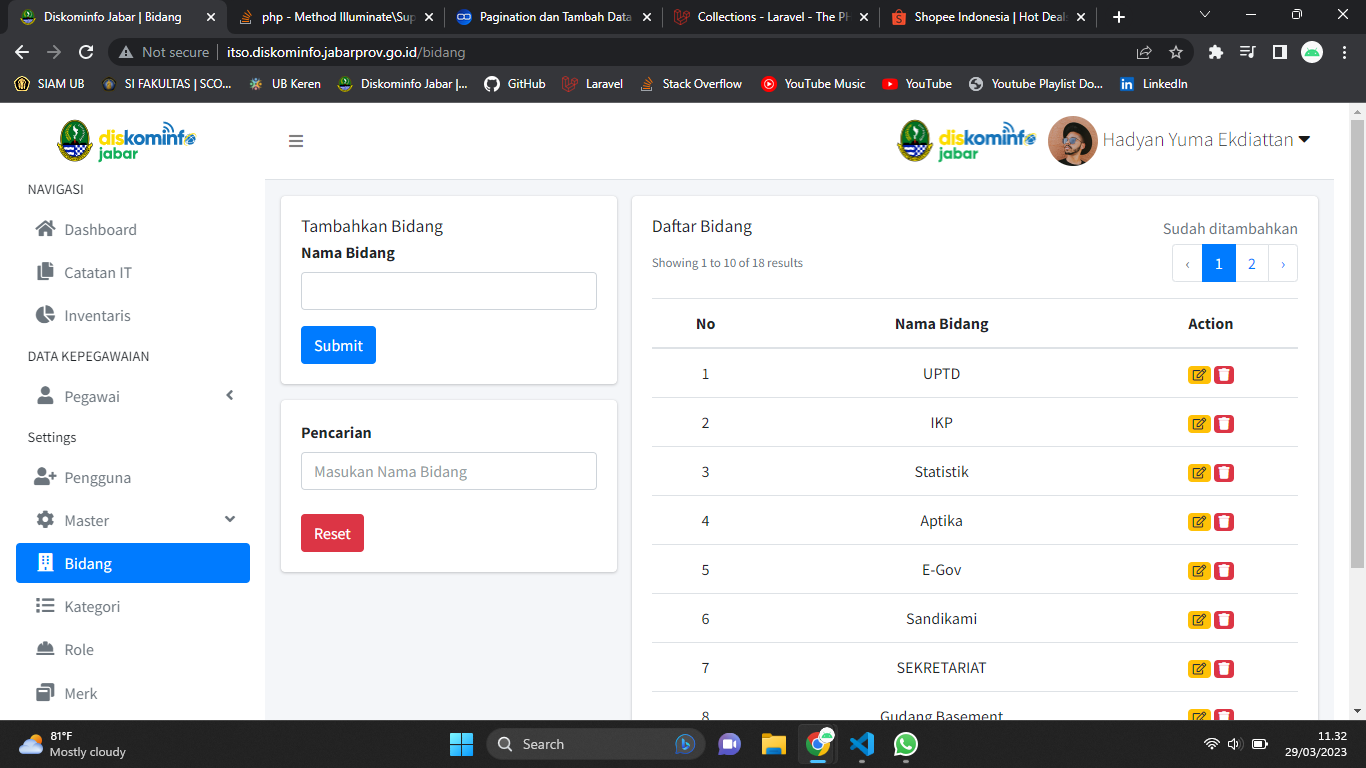 Diskominfo Jabar | Bidang
php - Method Illuminate\Sup
Pagination dan Tambah Data
Collections - Laravel - The PH
Shopee Indonesia | Hot Deals
Not secure
itso.diskominfo.jabarprov.go.id/bidang
SIAM UB
SI FAKULTAS | SCO...
UB Keren
Diskominfo Jabar |...
GitHub
Laravel
Stack Overflow
YouTube Music
YouTube
Youtube Playlist Do...
LinkedIn
diskominfo
jabar
diskominfo
jabar
Hadyan Yuma Ekdiattan
NAVIGASI
Dashboard
Catatan IT
Inventaris
DATA KEPEGAWAIAN
Pegawai
Settings
Pengguna
Master
Bidang
Kategori
Role
Merk
Tambahkan Bidang
Nama Bidang
Submit
Pencarian
Masukan Nama Bidang
Reset
Daftar Bidang
Sudah ditambahkan
Showing 1 to 10 of 18 results
‹ 1 2 ›
No Nama Bidang Action
1 UPTD
2 IKP
3 Statistik
4 Aptika
5 E-Gov
6 Sandikami
7 SEKRETARIAT
8 Gudang Basement
81°F
Mostly cloudy
Search
11.32
29/03/2023